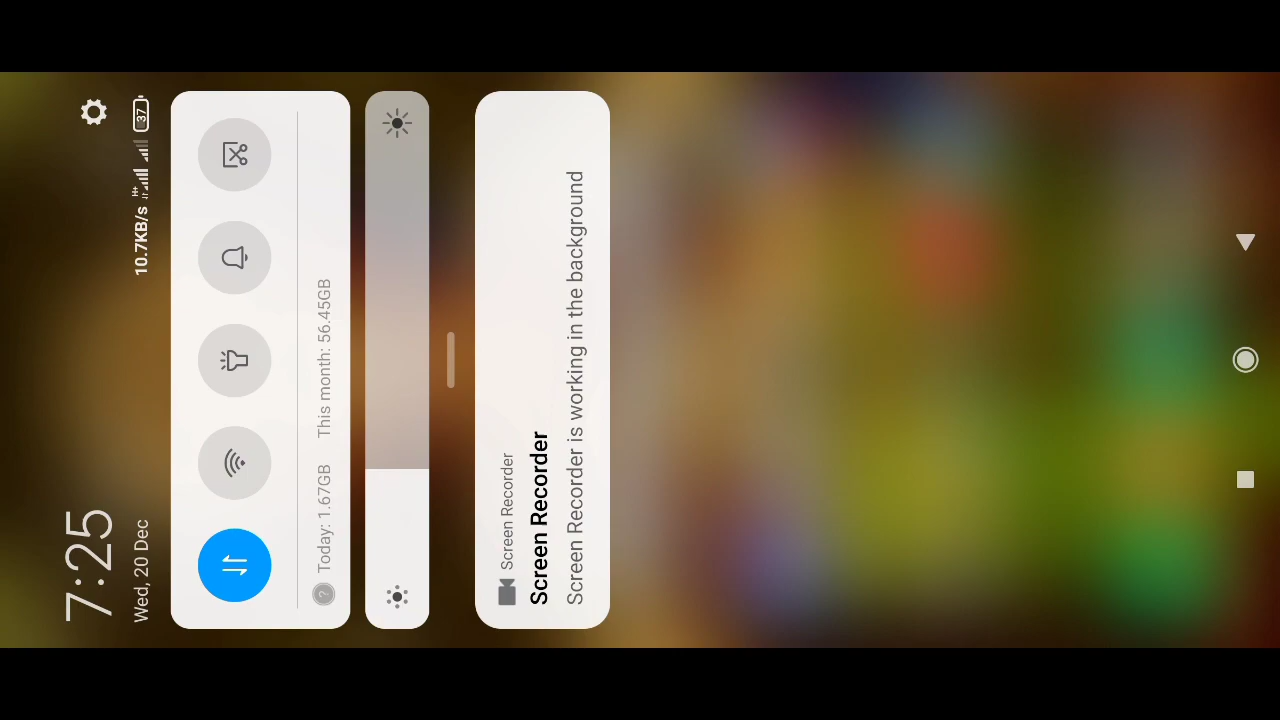 7:25
Wed, 20 Dec
10.7KB/s H+ 37
Today: 1.67GB This month: 56.45GB
Screen Recorder
Screen Recorder
Screen Recorder is working in the background